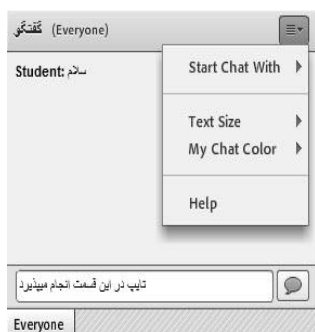 گفتگو (Everyone)
Student: سلام
Start Chat With
Text Size
My Chat Color
Help
تایپ در این قسمت انجام میپذیرد
Everyone